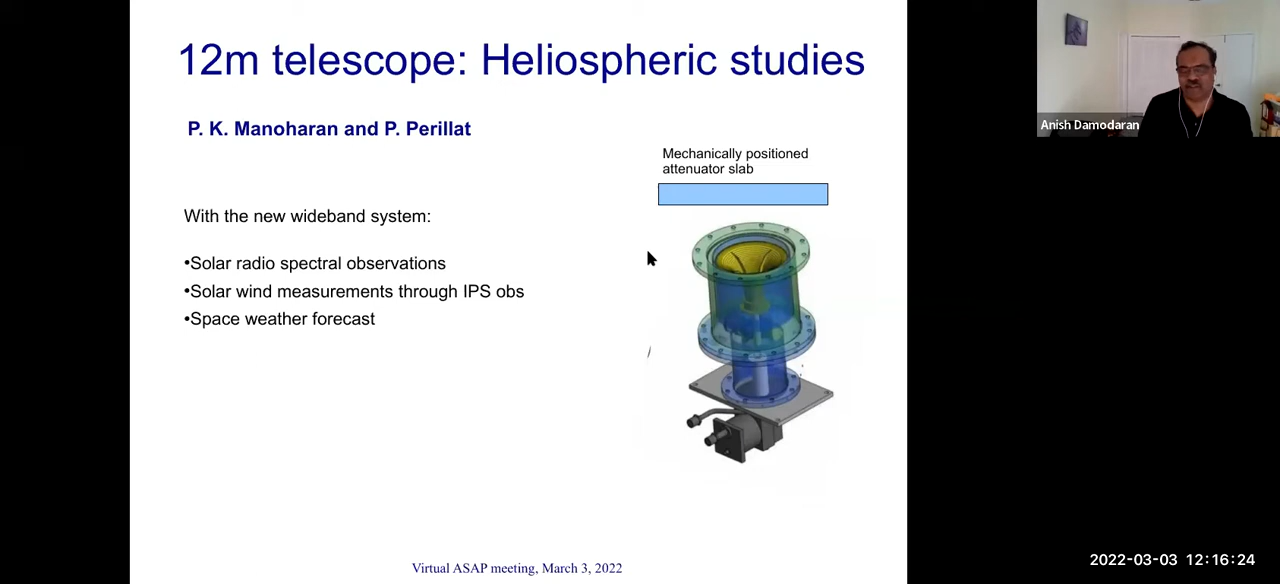 12m telescope: Heliospheric studies
P. K. Manoharan and P. Perillat
Mechanically positioned
attenuator slab
With the new wideband system:
•Solar radio spectral observations
•Solar wind measurements through IPS obs
•Space weather forecast
Virtual ASAP meeting, March 3, 2022
Anish Damodaran
2022-03-03 12:16:24